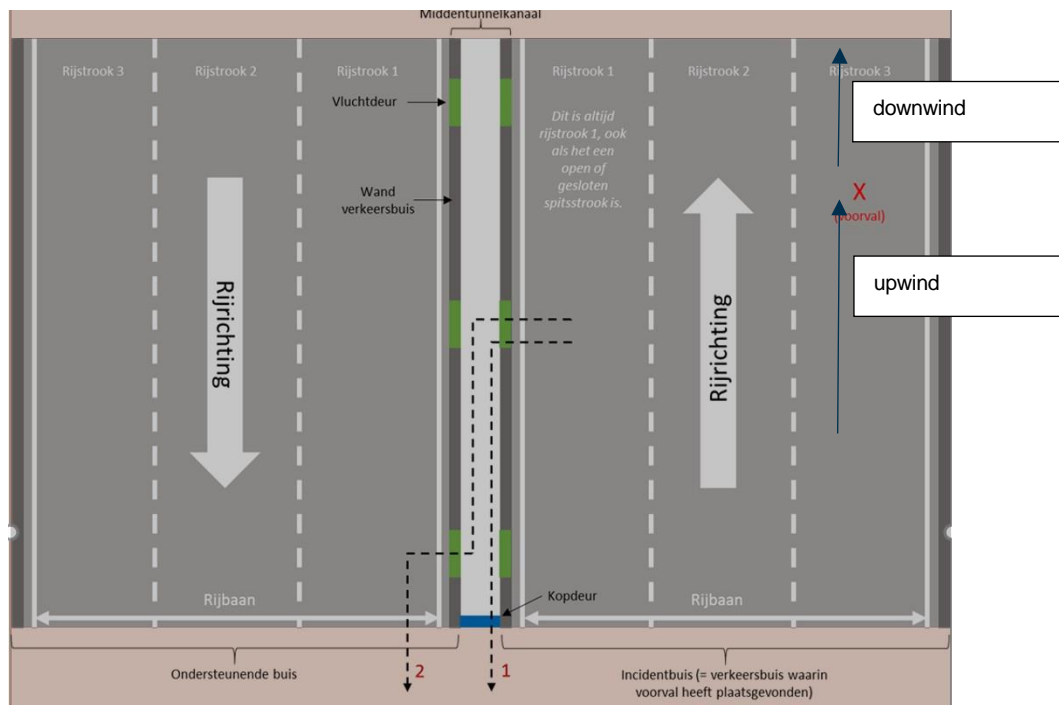 Middentunnelkanaal
Rijstrook 3
Rijstrook 2
Rijstrook 1
Rijstrook 1
Rijstrook 2
Rijstrook 3
Vluchtdeur
Dit is altijd
rijstrook 1, ook
als het een
open of
gesloten
spitsstrook is.
downwind
Wand
verkeersbuis
X
(voorval)
upwind
Rijrichting
Rijrichting
Kopdeur
Rijbaan
Rijbaan
Ondersteunende buis
2
1
Incidentbuis (= verkeersbuis waarin
voorval heeft plaatsgevonden)